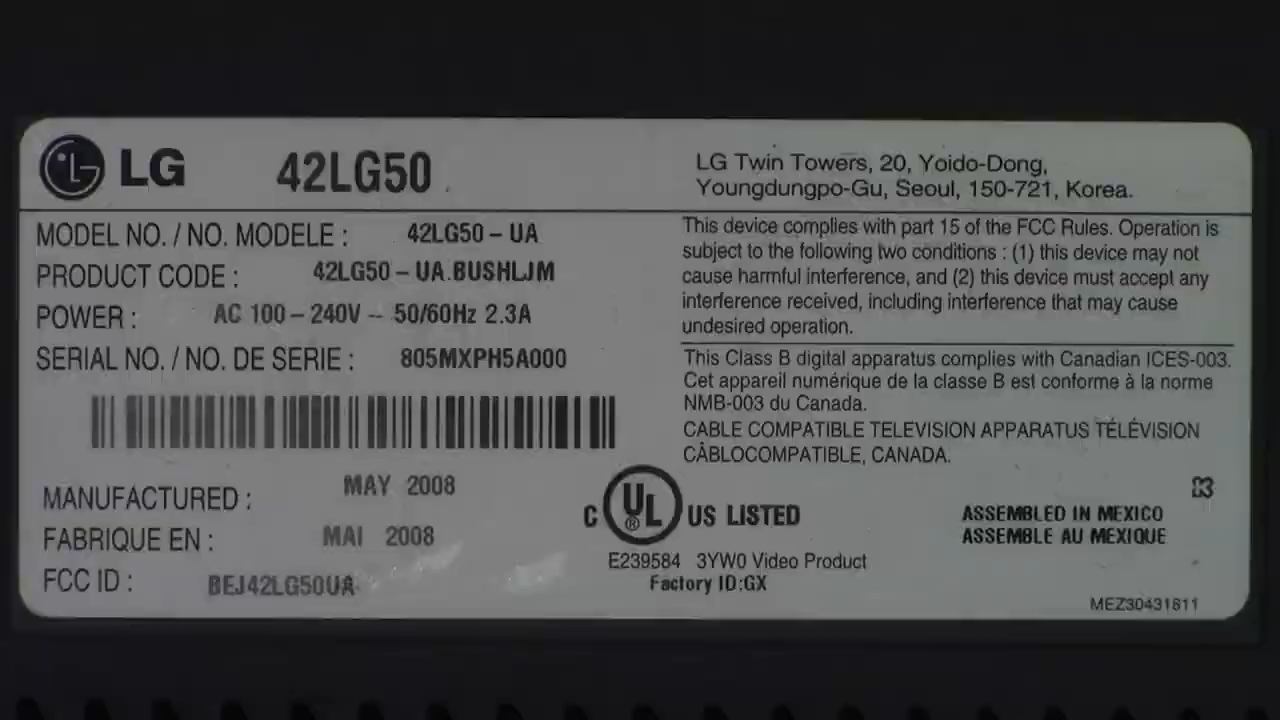 LG 42LG50
LG Twin Towers, 20, Yoido-Dong,
Youngdungpo-Gu, Seoul, 150-721, Korea.
MODEL NO. / NO. MODELE : 42LG50 – UA
PRODUCT CODE : 42LG50 – UA.BUSHLJM
POWER : AC 100 – 240V ~ 50/60Hz 2.3A
SERIAL NO. / NO. DE SERIE : 805MXPH5A000
MANUFACTURED : MAY 2008
FABRIQUE EN : MAI 2008
FCC ID : BEJ42LG50UA
This device complies with part 15 of the FCC Rules. Operation is
subject to the following two conditions : (1) this device may not
cause harmful interference, and (2) this device must accept any
interference received, including interference that may cause
undesired operation.
This Class B digital apparatus complies with Canadian ICES-003.
Cet appareil numérique de la classe B est conforme à la norme
NMB-003 du Canada.
CABLE COMPATIBLE TELEVISION APPARATUS TÉLÉVISION
CÂBLOCOMPATIBLE, CANADA.
C UL ® US LISTED
E239584 3YW0 Video Product
Factory ID:GX
ASSEMBLED IN MEXICO
ASSEMBLE AU MEXIQUE
MEZ30431611